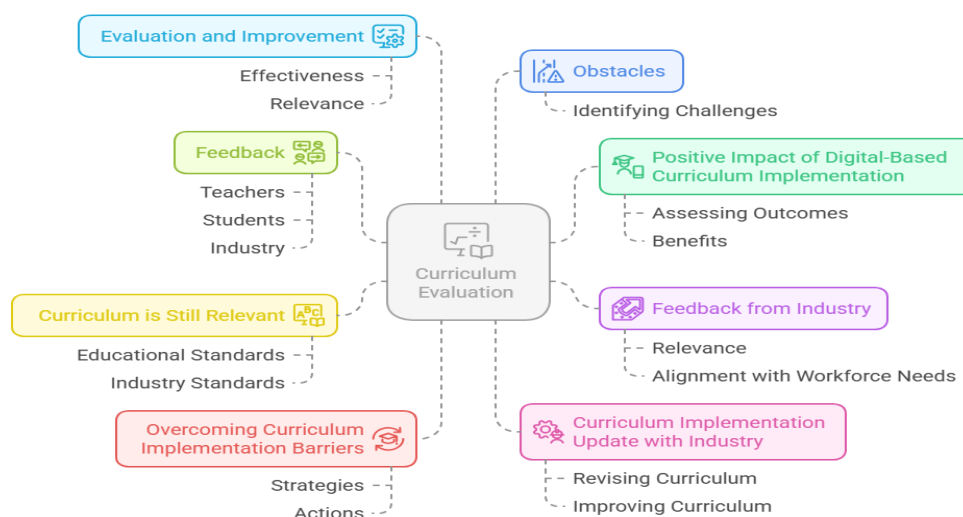 Evaluation and Improvement
Effectiveness
Relevance
Feedback
Teachers
Students
Industry
Curriculum is Still Relevant
Educational Standards
Industry Standards
Overcoming Curriculum
Implementation Barriers
Strategies
Actions
Curriculum
Evaluation
Obstacles
Identifying Challenges
Positive Impact of Digital-Based
Curriculum Implementation
Assessing Outcomes
Benefits
Feedback from Industry
Relevance
Alignment with Workforce Needs
Curriculum Implementation
Update with Industry
Revising Curriculum
Improving Curriculum